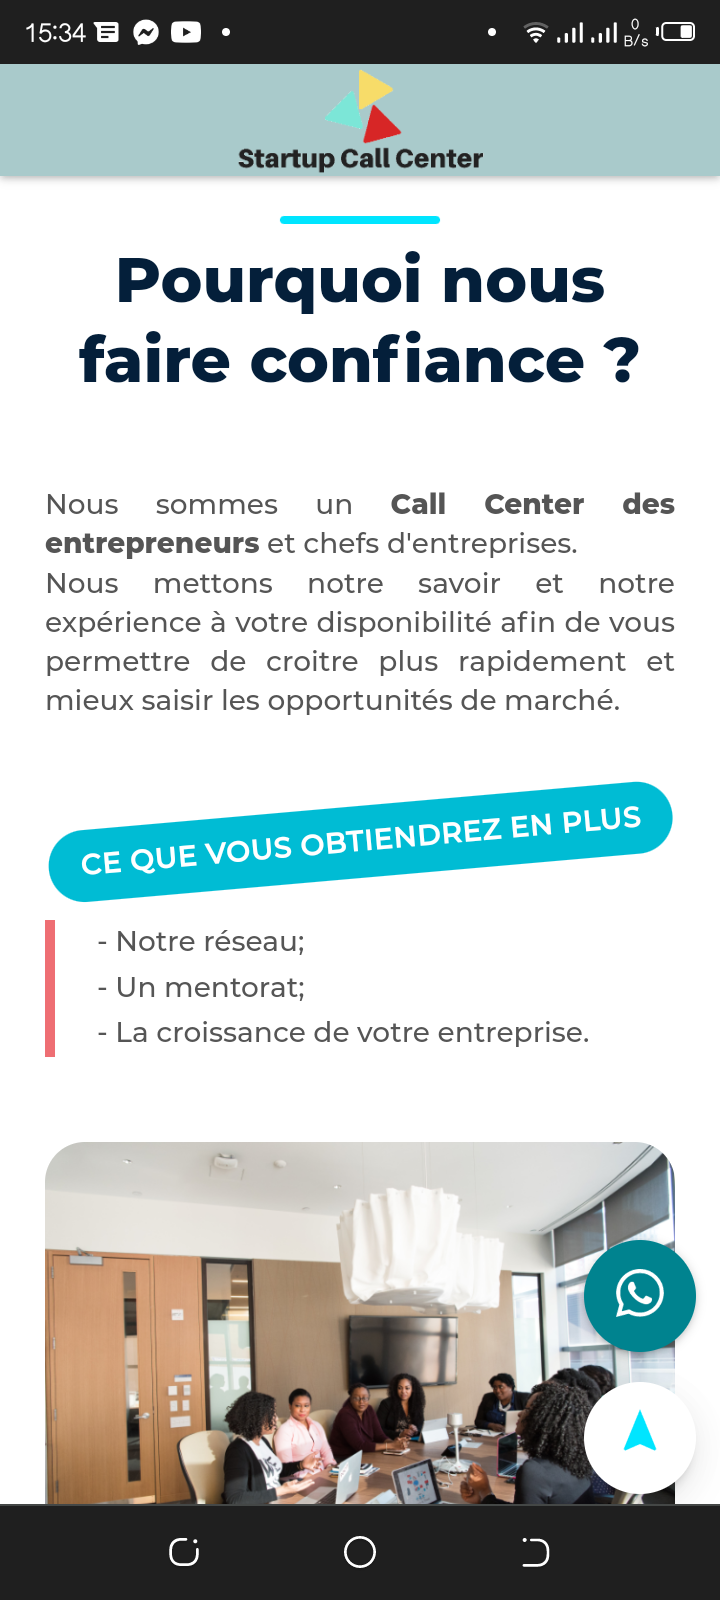 15:34
0
B/s
Startup Call Center
Pourquoi nous
faire confiance ?
Nous sommes un Call Center des
entrepreneurs et chefs d'entreprises.
Nous mettons notre savoir et notre
expérience à votre disponibilité afin de vous
permettre de croitre plus rapidement et
mieux saisir les opportunités de marché.
CE QUE VOUS OBTIENDREZ EN PLUS
- Notre réseau;
- Un mentorat;
- La croissance de votre entreprise.